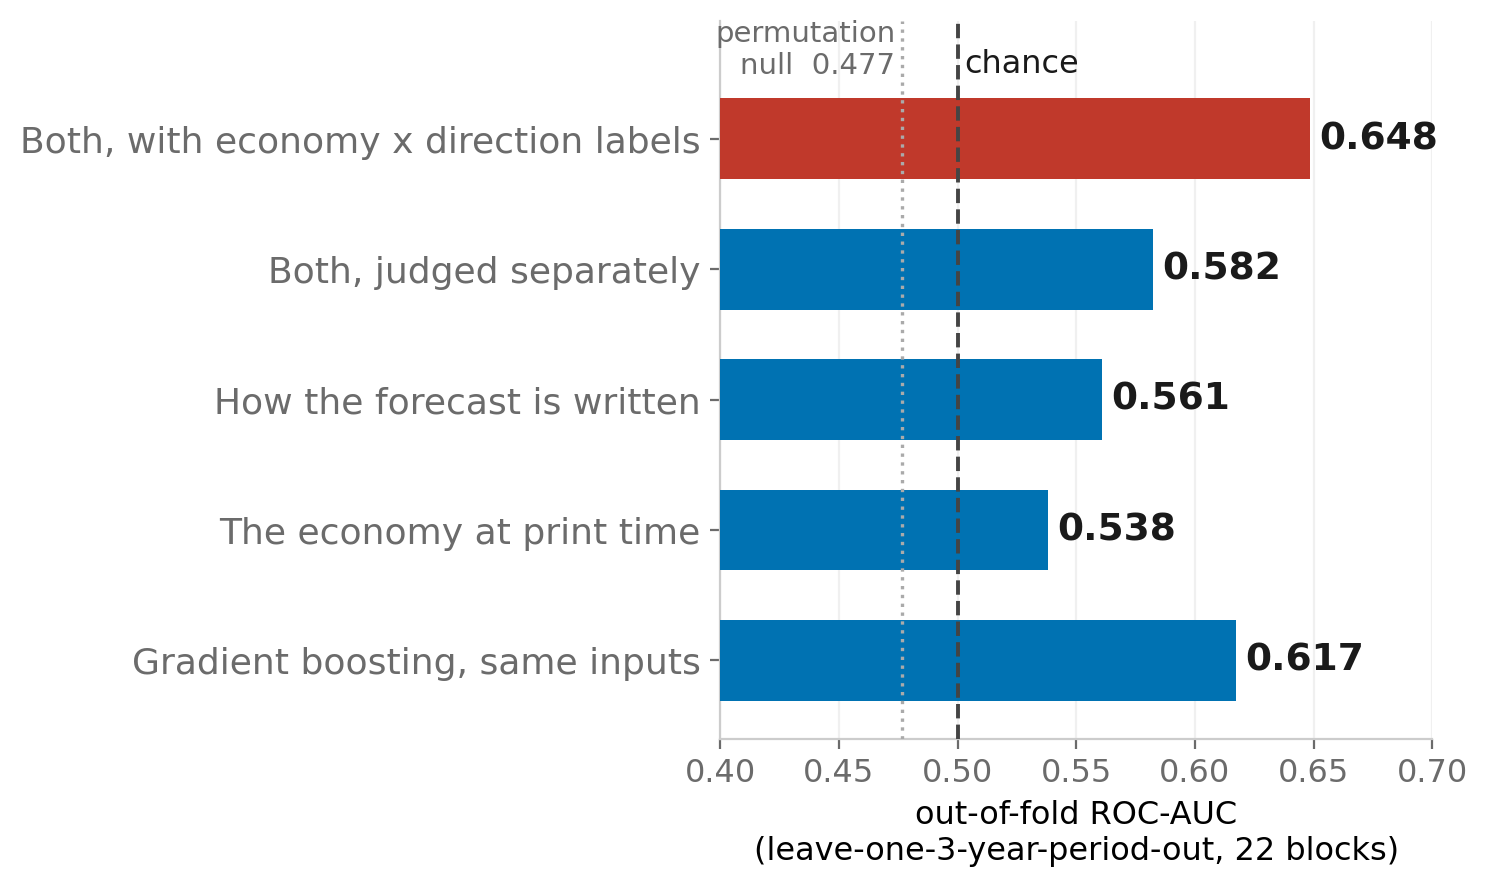 permutation
null 0.477
chance
Both, with economy x direction labels
0.648
Both, judged separately
0.582
How the forecast is written
0.561
The economy at print time
0.538
Gradient boosting, same inputs
0.617
0.40 0.45 0.50 0.55 0.60 0.65 0.70
out-of-fold ROC-AUC
(leave-one-3-year-period-out, 22 blocks)